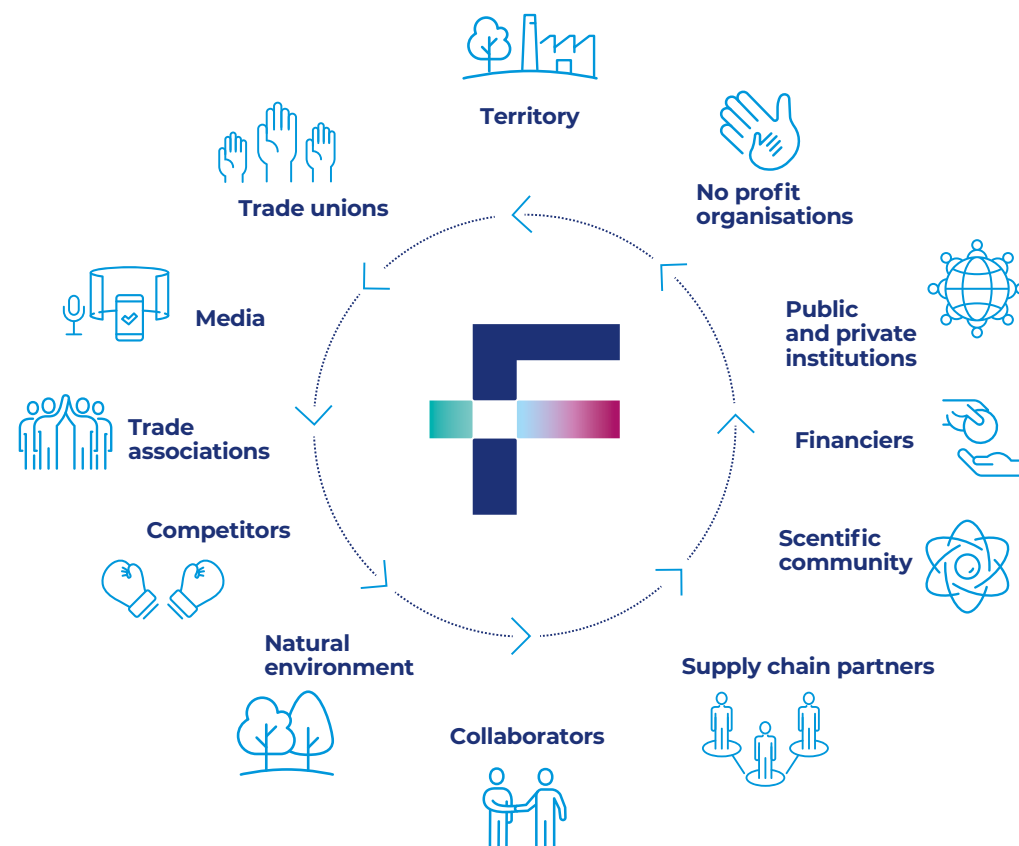 Territory
No profit
organisations
Trade unions
Public
and private
institutions
Media
Trade
associations
Financiers
Competitors
Scentific
community
Natural
environment
Supply chain partners
Collaborators
F